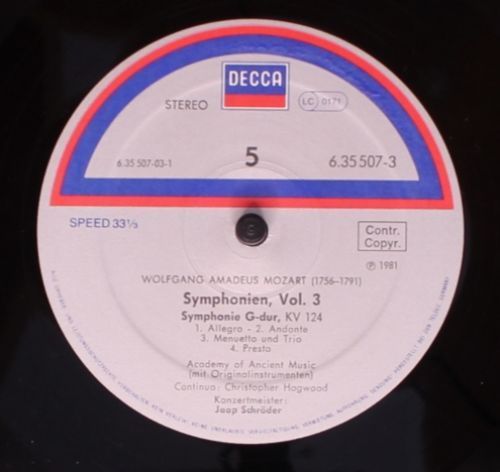 DECCA
STEREO
LC 0171
5
6.35 507-03-1
6.35 507-3
SPEED 33⅓
Contr.
Copyr.
℗ 1981
WOLFGANG AMADEUS MOZART (1756–1791)
Symphonien, Vol. 3
Symphonie G-dur, KV 124
1. Allegro - 2. Andante
3. Menuetto und Trio
4. Presto
Academy of Ancient Music
(mit Originalinstrumenten)
Continuo: Christopher Hogwood
Konzertmeister:
Jaap Schröder